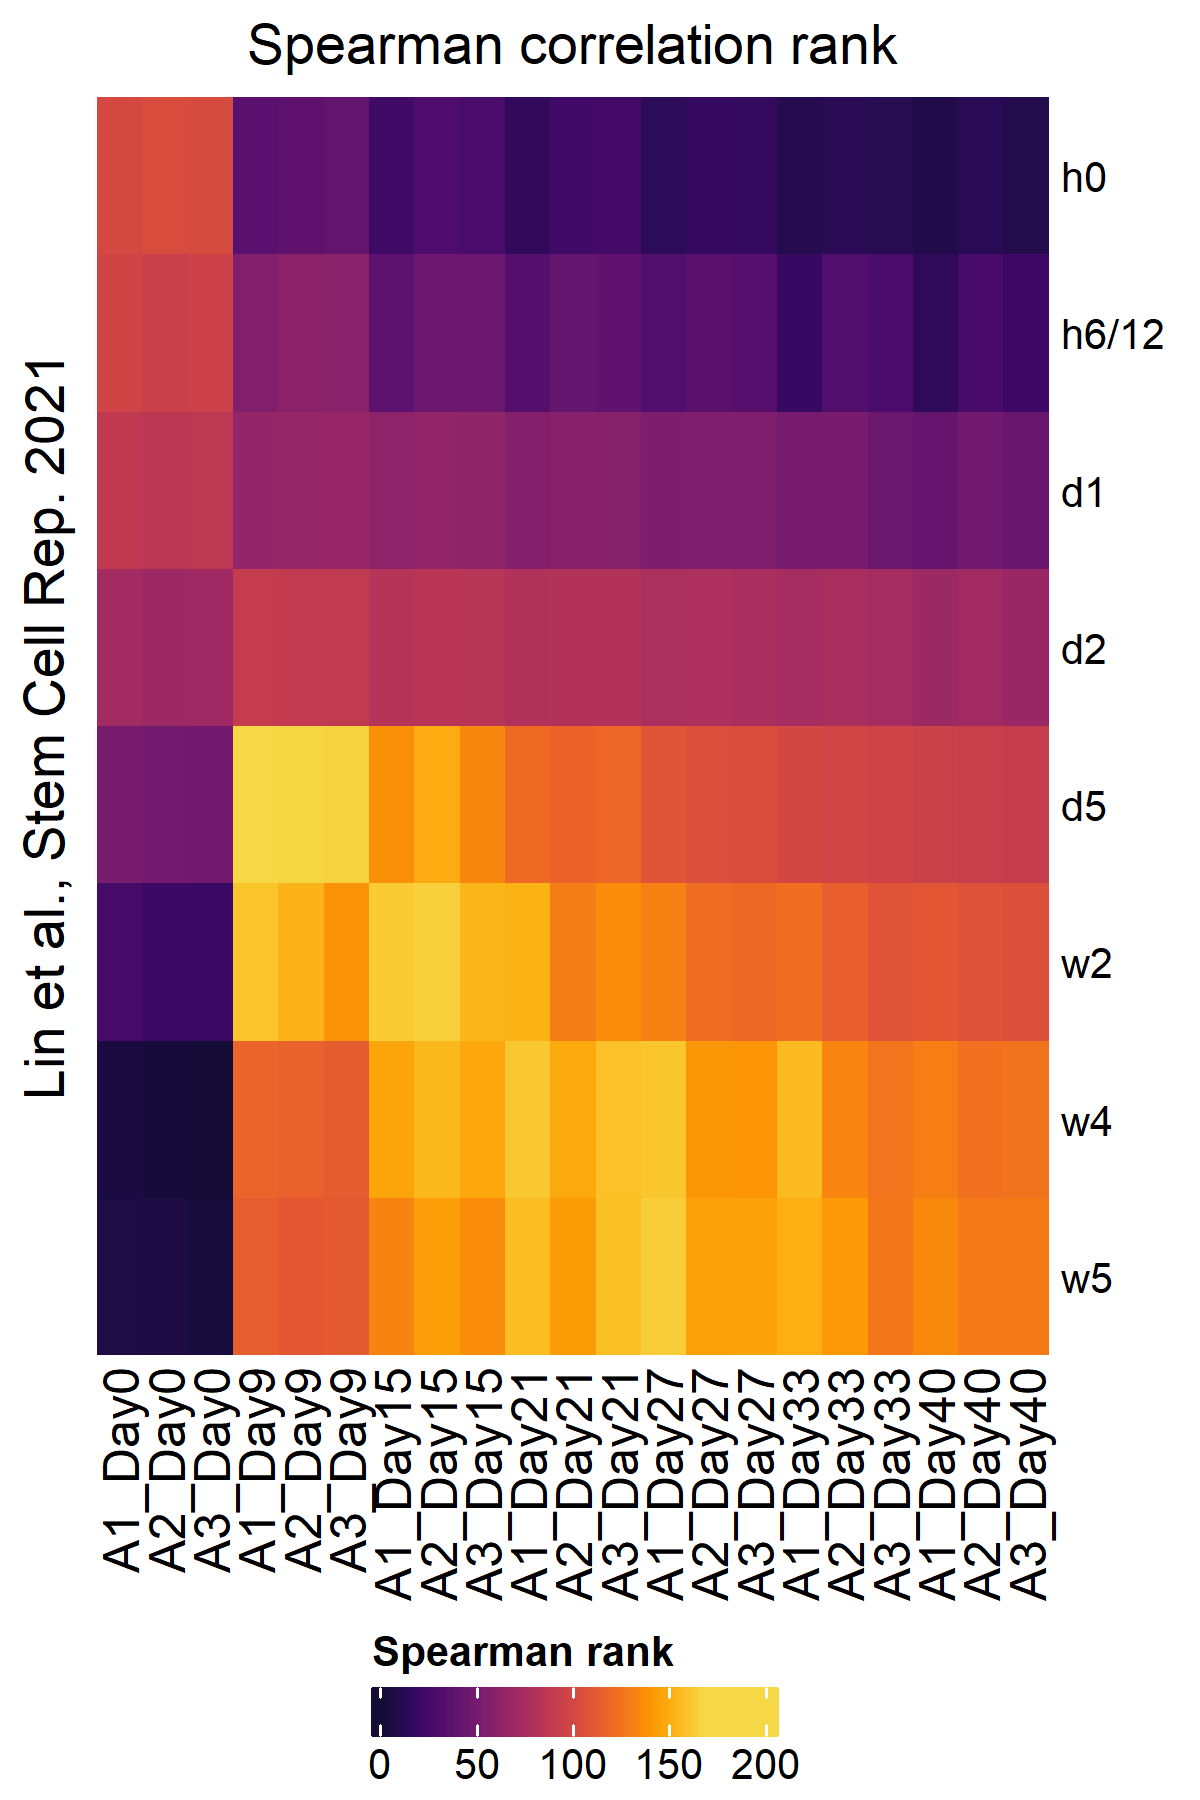 Spearman correlation rank
Lin et al., Stem Cell Rep. 2021
h0
h6/12
d1
d2
d5
w2
w4
w5
A1_Day0
A2_Day0
A3_Day0
A1_Day9
A2_Day9
A3_Day9
A1_Day15
A2_Day15
A3_Day15
A1_Day21
A2_Day21
A3_Day21
A1_Day27
A2_Day27
A3_Day27
A1_Day33
A2_Day33
A3_Day33
A1_Day40
A2_Day40
A3_Day40
Spearman rank
0 50 100 150 200